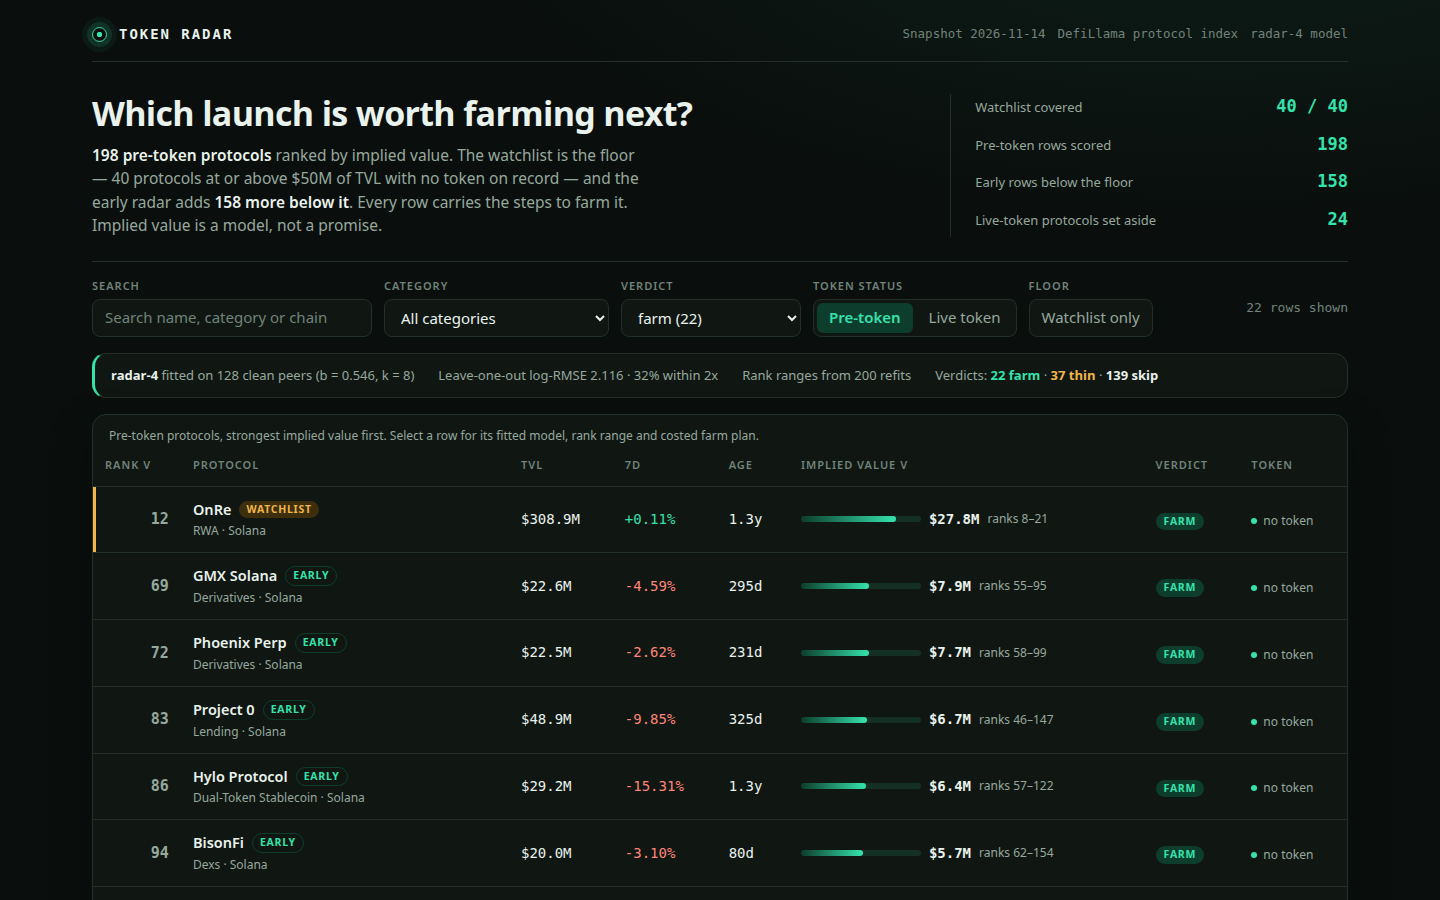 TOKEN RADAR
Snapshot 2026-11-14 DefiLlama protocol index radar-4 model
Which launch is worth farming next?
198 pre-token protocols ranked by implied value. The watchlist is the floor
— 40 protocols at or above $50M of TVL with no token on record — and the
early radar adds 158 more below it. Every row carries the steps to farm it.
Implied value is a model, not a promise.
Watchlist covered 40 / 40
Pre-token rows scored 198
Early rows below the floor 158
Live-token protocols set aside 24
SEARCH CATEGORY VERDICT TOKEN STATUS FLOOR
Search name, category or chain All categories farm (22) Pre-token Live token Watchlist only 22 rows shown
radar-4 fitted on 128 clean peers (b = 0.546, k = 8) Leave-one-out log-RMSE 2.116 · 32% within 2x Rank ranges from 200 refits Verdicts: 22 farm · 37 thin · 139 skip
Pre-token protocols, strongest implied value first. Select a row for its fitted model, rank range and costed farm plan.
RANK V PROTOCOL TVL 7D AGE IMPLIED VALUE V VERDICT TOKEN
12 OnRe WATCHLIST $308.9M +0.11% 1.3y $27.8M ranks 8–21 FARM no token
RWA · Solana
69 GMX Solana EARLY $22.6M -4.59% 295d $7.9M ranks 55–95 FARM no token
Derivatives · Solana
72 Phoenix Perp EARLY $22.5M -2.62% 231d $7.7M ranks 58–99 FARM no token
Derivatives · Solana
83 Project 0 EARLY $48.9M -9.85% 325d $6.7M ranks 46–147 FARM no token
Lending · Solana
86 Hylo Protocol EARLY $29.2M -15.31% 1.3y $6.4M ranks 57–122 FARM no token
Dual-Token Stablecoin · Solana
94 BisonFi EARLY $20.0M -3.10% 80d $5.7M ranks 62–154 FARM no token
Dexs · Solana